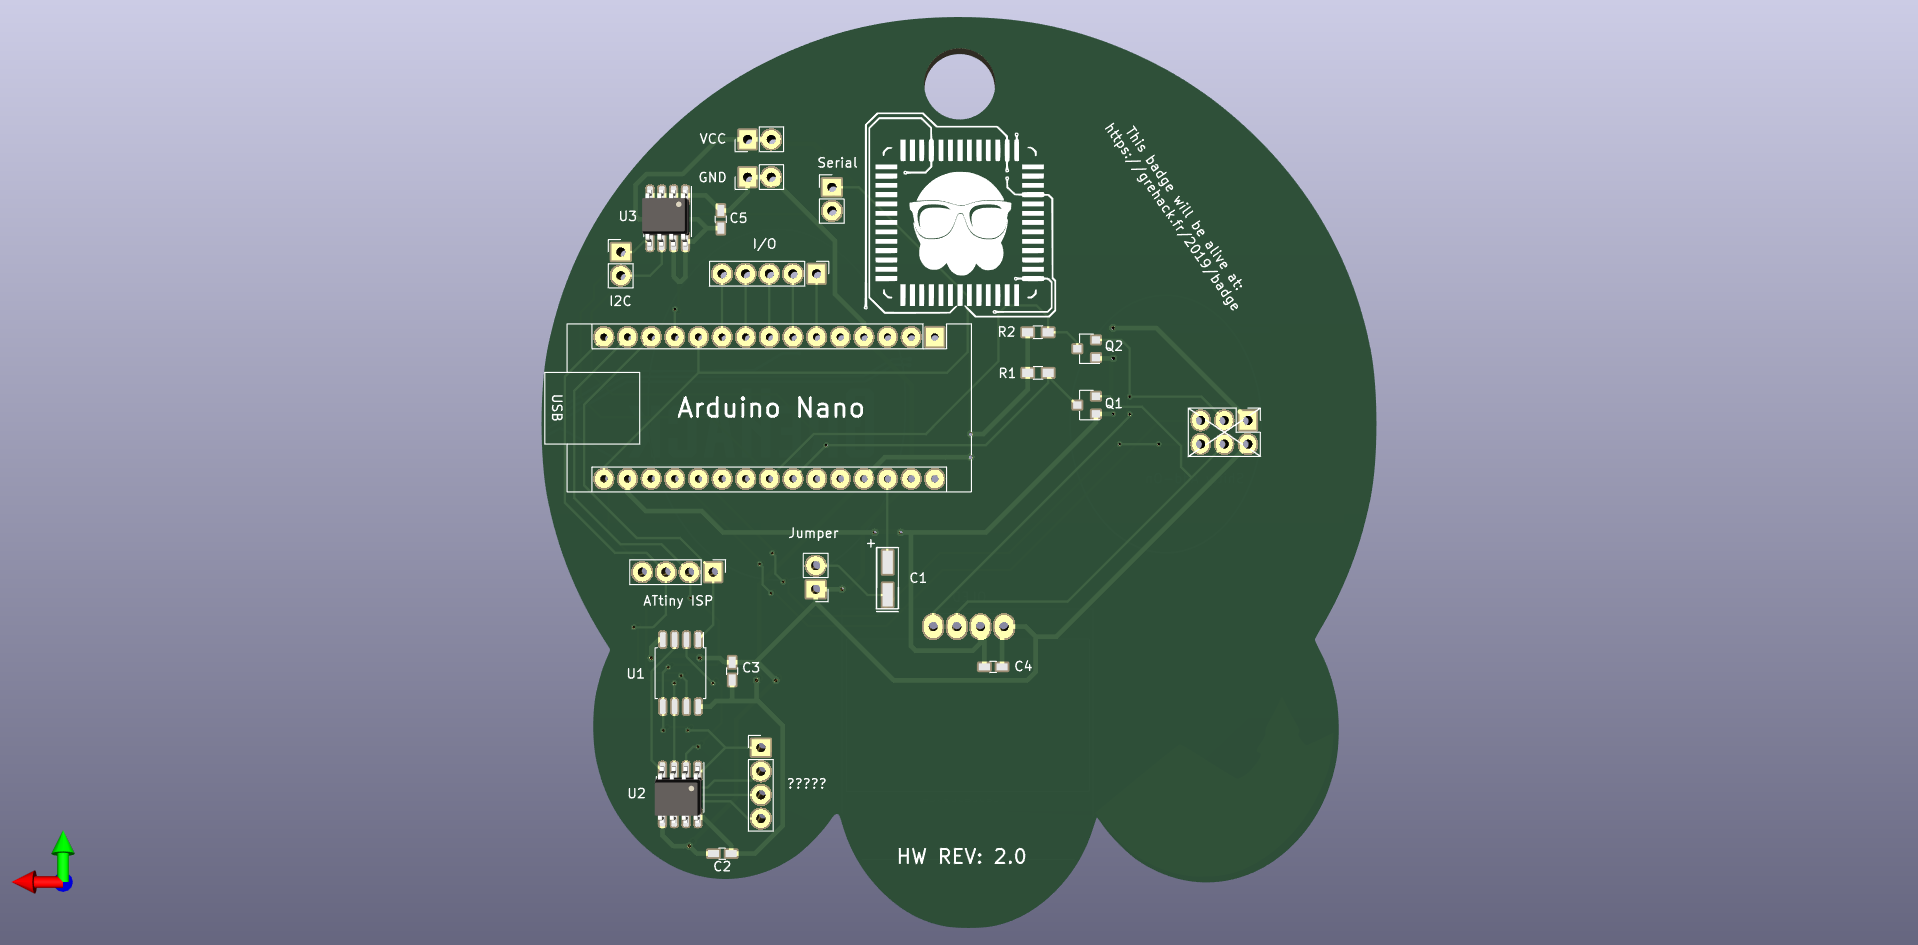 VCC
GND
Serial
This badge will be alive at:
https://grehack.fr/2019/badge
U3
C5
I/O
I2C
R2
Q2
R1
Q1
USB
Arduino Nano
Jumper
+
C1
ATtiny ISP
U1
C3
C4
U2
?????
C2
HW REV: 2.0